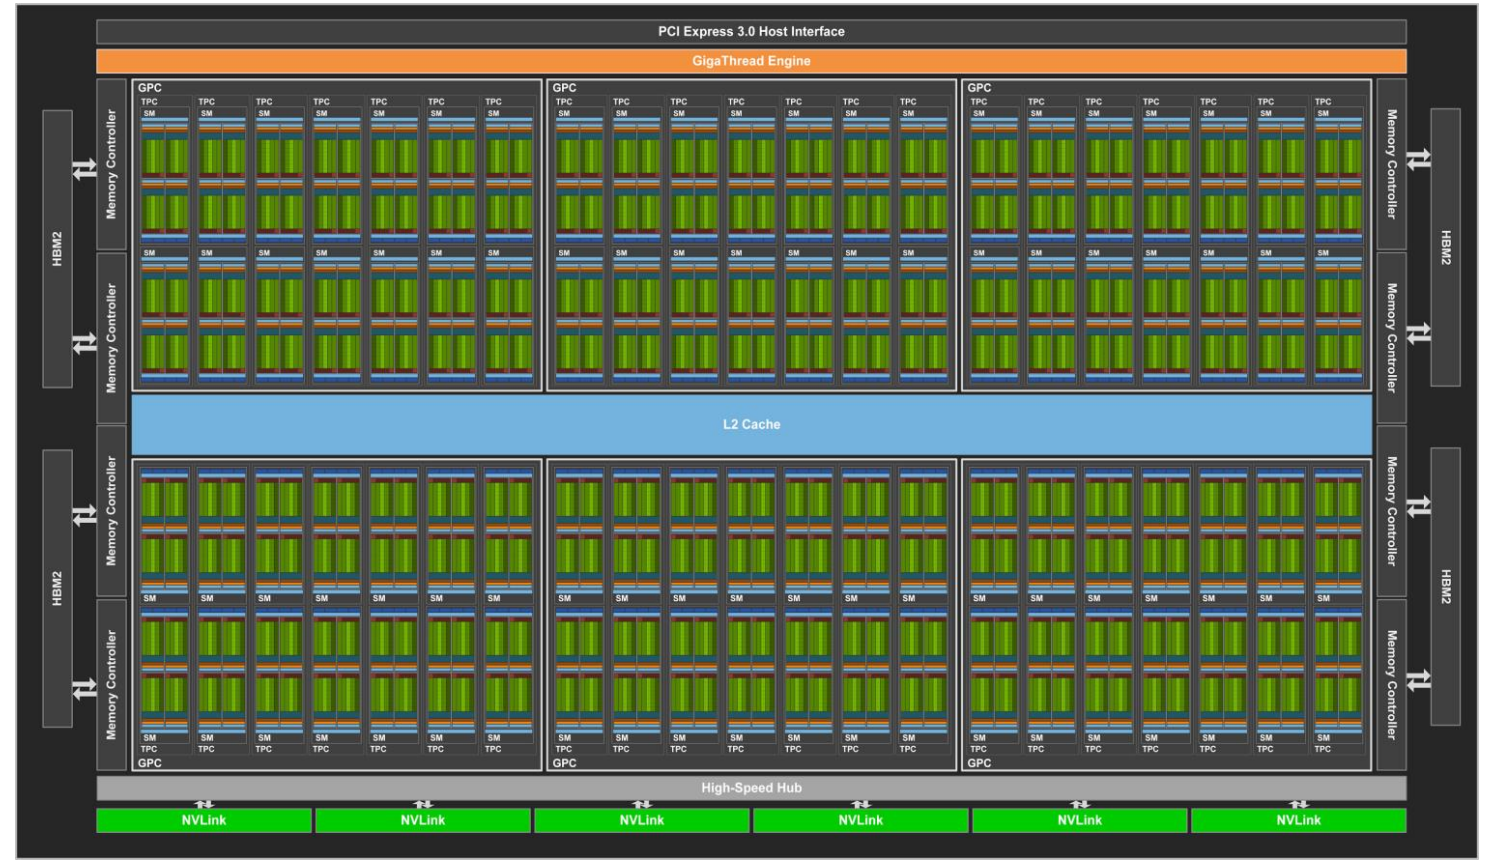 PCI Express 3.0 Host Interface
GigaThread Engine
GPC GPC GPC
TPC TPC TPC TPC TPC TPC TPC TPC TPC TPC TPC TPC TPC TPC TPC TPC TPC TPC TPC TPC TPC
SM SM SM SM SM SM SM SM SM SM SM SM SM SM SM SM SM SM SM SM SM
Memory Controller
Memory Controller
HBM2
HBM2
SM SM SM SM SM SM SM SM SM SM SM SM SM SM SM SM SM SM SM SM SM
Memory Controller
Memory Controller
L2 Cache
Memory Controller
Memory Controller
HBM2
HBM2
SM SM SM SM SM SM SM SM SM SM SM SM SM SM SM SM SM SM SM SM SM
Memory Controller
Memory Controller
SM SM SM SM SM SM SM SM SM SM SM SM SM SM SM SM SM SM SM SM SM
TPC TPC TPC TPC TPC TPC TPC TPC TPC TPC TPC TPC TPC TPC TPC TPC TPC TPC TPC TPC TPC
GPC GPC GPC
High-Speed Hub
NVLink NVLink NVLink NVLink NVLink NVLink